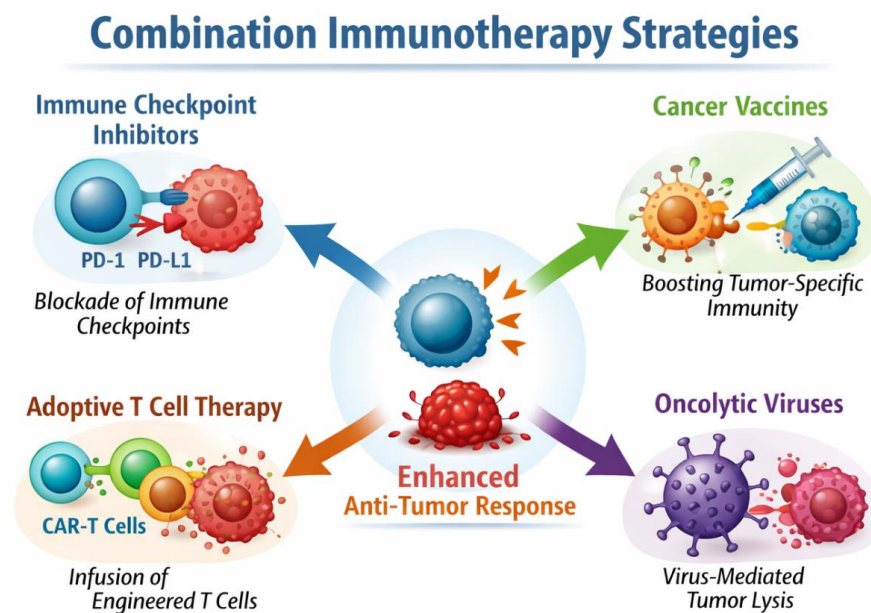 Combination Immunotherapy Strategies
Immune Checkpoint
Inhibitors
PD-1 PD-L1
Blockade of Immune
Checkpoints
Cancer Vaccines
Boosting Tumor-Specific
Immunity
Adoptive T Cell Therapy
CAR-T Cells
Infusion of
Engineered T Cells
Enhanced
Anti-Tumor Response
Oncolytic Viruses
Virus-Mediated
Tumor Lysis